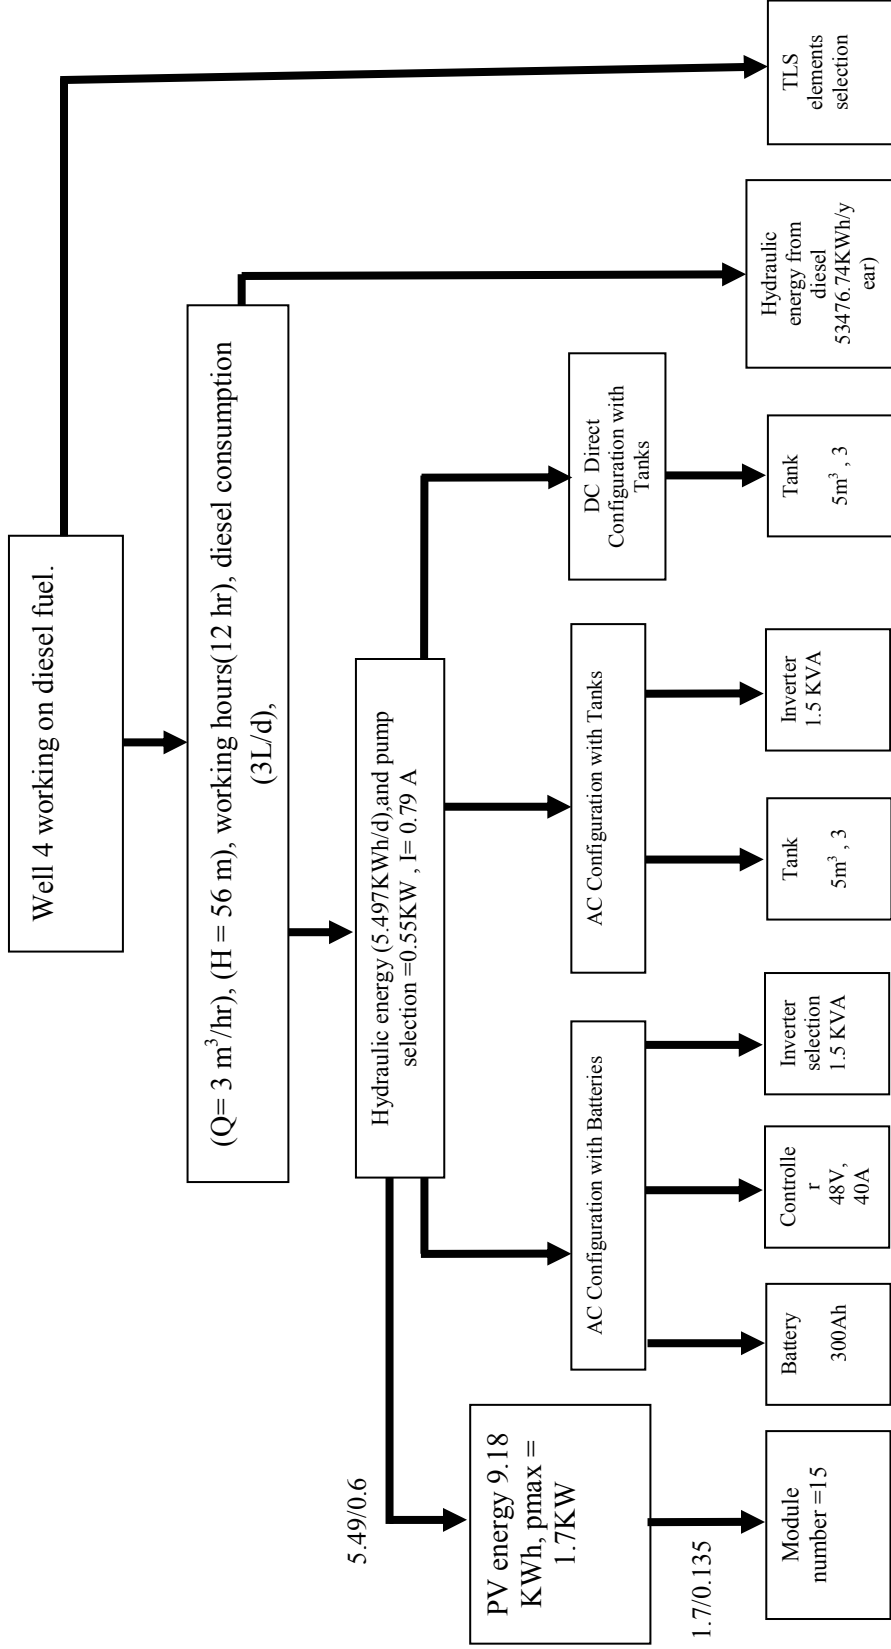 Well 4 working on diesel fuel.
(Q= 3 m³/hr), (H = 56 m), working hours(12 hr), diesel consumption
(3L/d),
Hydraulic energy (5.497KWh/d),and pump
selection =0.55KW , I= 0.79 A
5.49/0.6
PV energy 9.18
KWh, pmax =
1.7KW
AC Configuration with Batteries
AC Configuration with Tanks
DC Direct
Configuration with
Tanks
1.7/0.135
Module
number =15
Battery
300Ah
Controlle
r
48V,
40A
Inverter
selection
1.5 KVA
Tank
5m³ , 3
Inverter
1.5 KVA
Tank
5m³ , 3
Hydraulic
energy from
diesel
53476.74KWh/y
ear)
TLS
elements
selection